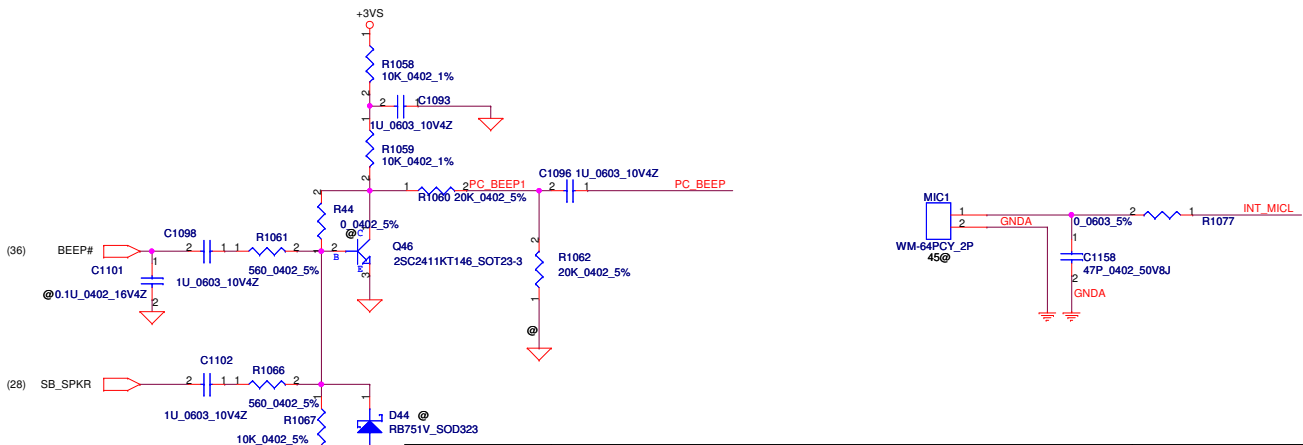 +3VS
1
R1058
10K_0402_1%
2
2 1 C1093
1U_0603_10V4Z
1
R1059
10K_0402_1%
2
1 2 PC_BEEP1
R1060 20K_0402_5%
C1096 1U_0603_10V4Z
2 1 PC_BEEP
2
R44
0_0402_5%
@
1
C
Q46
2SC2411KT146_SOT23-3
2
B
E
3
(36) BEEP#
C1098
2 1
1U_0603_10V4Z
R1061
1 2
560_0402_5%
1
C1101
@0.1U_0402_16V4Z
2
2
R1062
20K_0402_5%
1
@
(28) SB_SPKR
C1102
2 1
1U_0603_10V4Z
R1066
1 2
560_0402_5%
1
R1067
10K_0402_5%
1
D44 @
RB751V_SOD323
MIC1
1
2
GNDA
WM-64PCY_2P
45@
0_0603_5%
2 1
R1077
INT_MICL
1
C1158
47P_0402_50V8J
2
GNDA